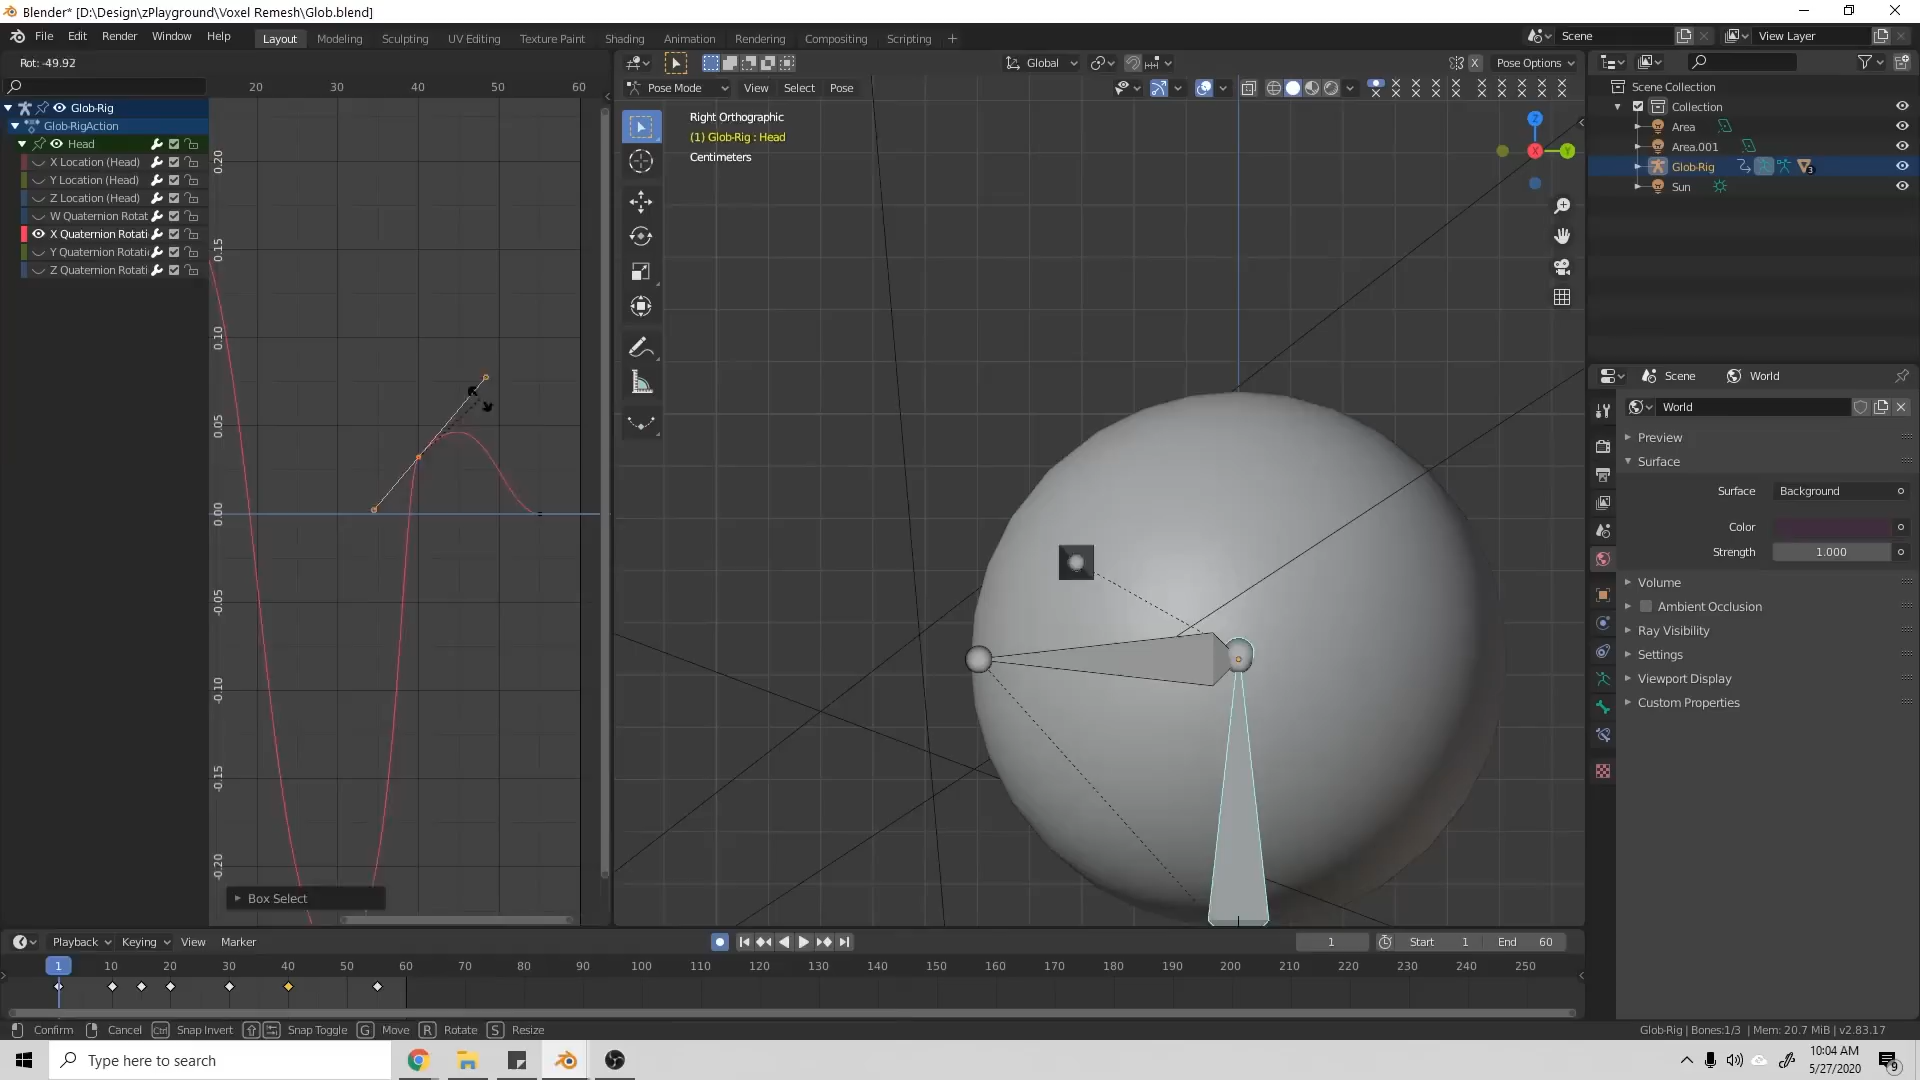 Blender* [D:\Design\zPlayground\Voxel Remesh\Glob.blend]
File Edit Render Window Help Layout Modeling Sculpting UV Editing Texture Paint Shading Animation Rendering Compositing Scripting + Scene View Layer
Rot: -49.92
Global Pose Options X
20 30 40 50 60
Pose Mode View Select Pose
Glob-Rig
Glob-RigAction
Head
X Location (Head)
Y Location (Head)
Z Location (Head)
W Quaternion Rotat
X Quaternion Rotati
Y Quaternion Rotati
Z Quaternion Rotati
0.20
0.15
0.10
0.05
0.00
-0.05
-0.10
-0.15
-0.20
Box Select
Right Orthographic
(1) Glob-Rig : Head
Centimeters
Z
X
Y
Scene Collection
Collection
Area
Area.001
Glob-Rig
3
Sun
Scene World
World
Preview
Surface
Surface Background
Color
Strength 1.000
Volume
Ambient Occlusion
Ray Visibility
Settings
Viewport Display
Custom Properties
Playback Keying View Marker 1 Start 1 End 60
1 10 20 30 40 50 60 70 80 90 100 110 120 130 140 150 160 170 180 190 200 210 220 230 240 250
Confirm Cancel Ctrl Snap Invert Snap Toggle G Move R Rotate S Resize Glob-Rig | Bones:1/3 | Mem: 20.7 MiB | v2.83.17
Type here to search
10:04 AM
5/27/2020
9